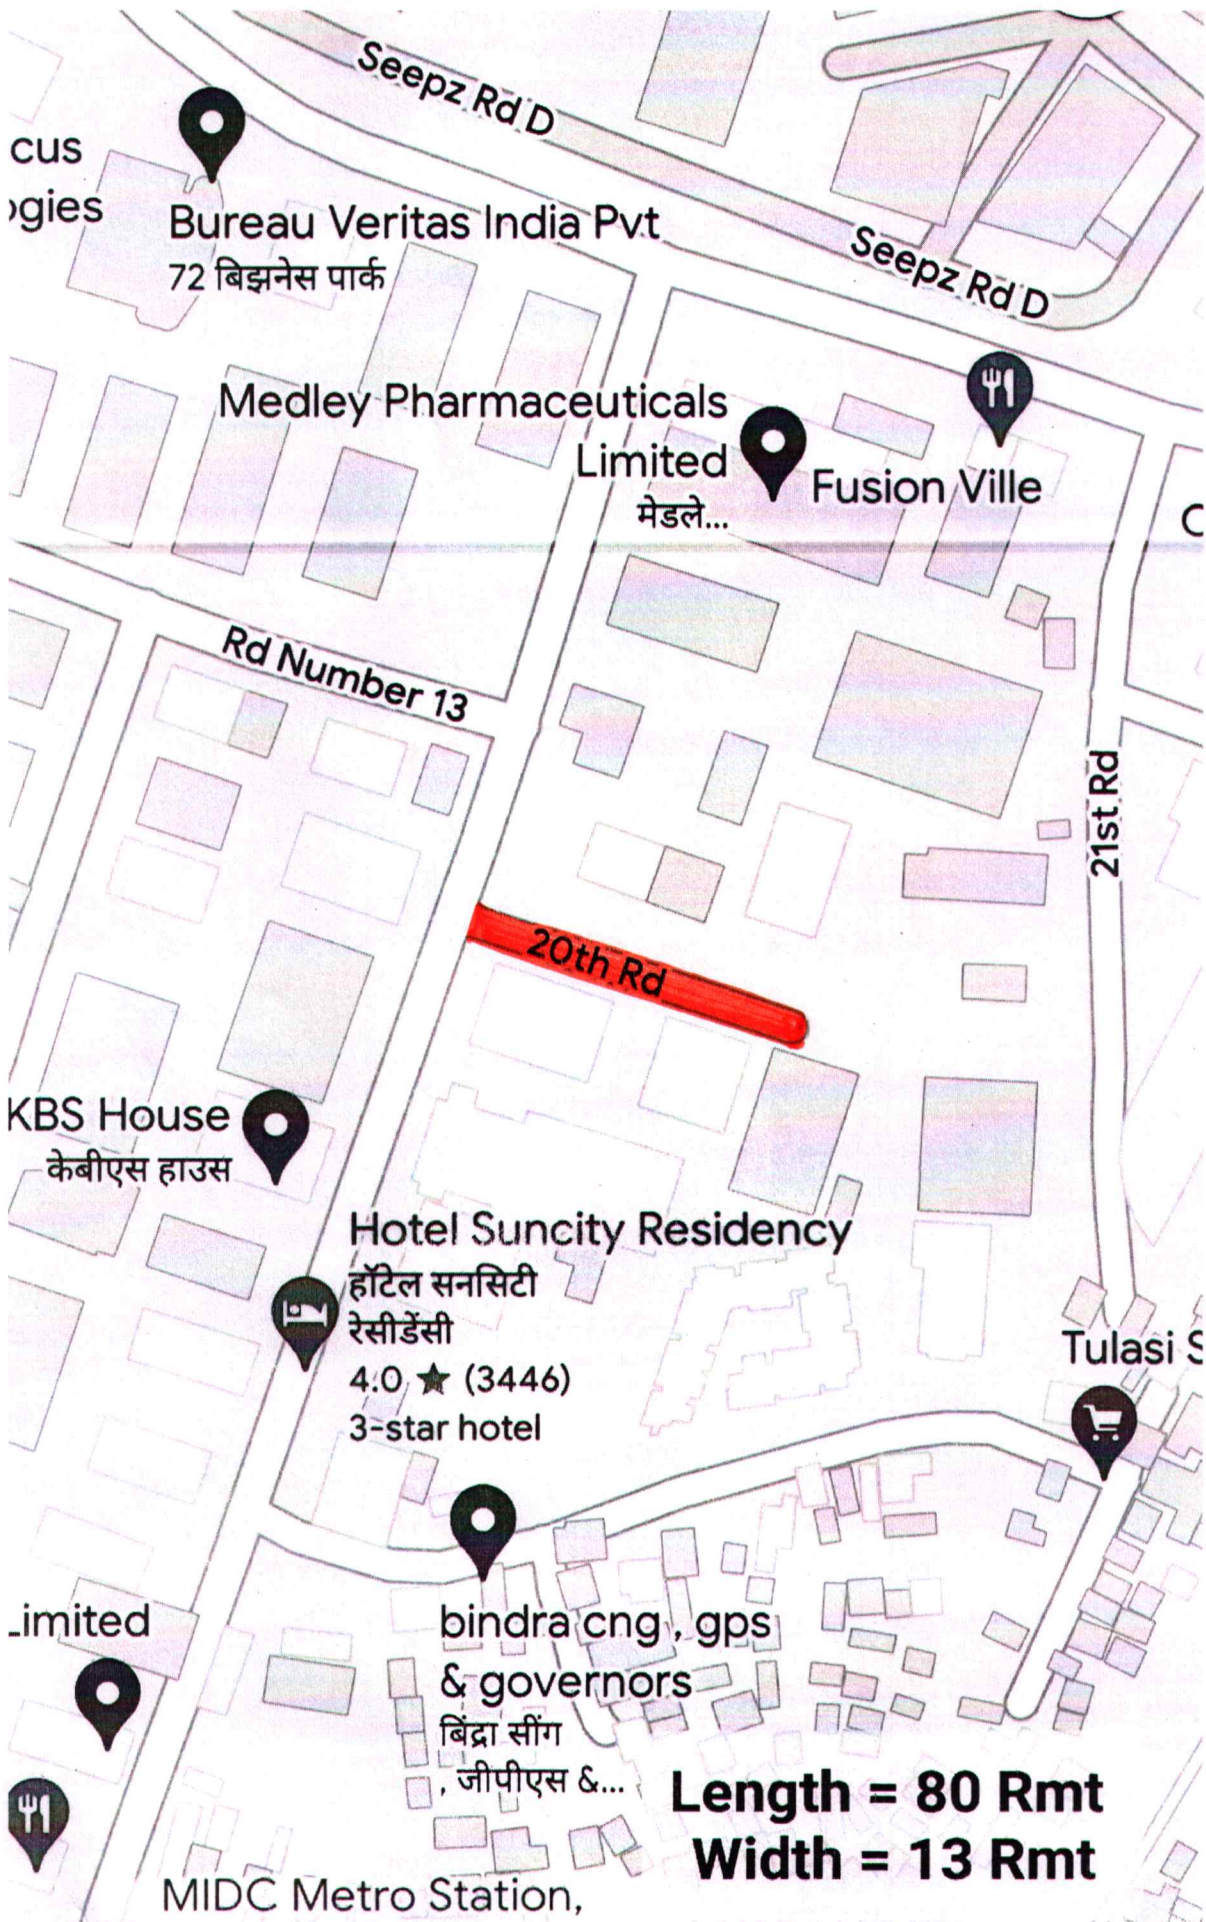 Seepz Rd D
cus
ogies
Bureau Veritas India Pvt
72 बिझनेस पार्क
Seepz Rd D
Medley Pharmaceuticals
Limited
मेडले...
Fusion Ville
C
Rd Number 13
21st Rd
20th Rd
KBS House
केबीएस हाउस
Hotel Suncity Residency
हॉटेल सनसिटी
रेसीडेंसी
4.0 ★ (3446)
3-star hotel
Tulasi S
Limited
bindra cng , gps
& governors
बिंद्रा सींग
, जीपीएस &...
Length = 80 Rmt
Width = 13 Rmt
MIDC Metro Station,